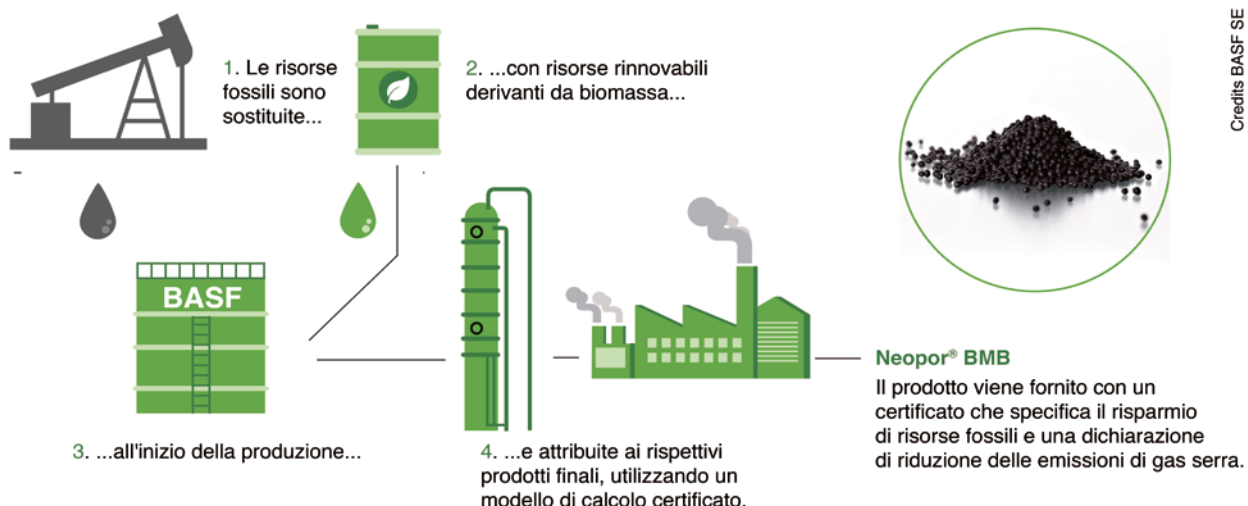 1. Le risorse
fossili sono
sostituite...
2. ...con risorse rinnovabili
derivanti da biomassa...
Credits BASF SE
BASF
3. ...all'inizio della produzione...
4. ...e attribuite ai rispettivi
prodotti finali, utilizzando un
modello di calcolo certificato.
Neopor® BMB
Il prodotto viene fornito con un
certificato che specifica il risparmio
di risorse fossili e una dichiarazione
di riduzione delle emissioni di gas serra.